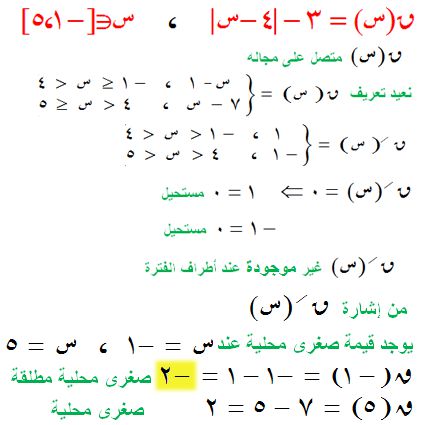 ق(س) = ٣ − |٤−س| ، س∈[−١،٥]
ق(س) متصل على مجاله
نعيد تعريف ق(س) = { س-١ ، −١ ≤ س < ٤
٧ − س ، ٤ < س ≤ ٥
ق´(س) = { ١ ، −١ < س < ٤
−١ ، ٤ < س < ٥
ق´(س) = ٠ ⇐ ١ = ٠ مستحيل
−١ = ٠ مستحيل
ق´(س) غير موجودة عند أطراف الفترة
من إشارة ق´(س)
يوجد قيمة صغرى محلية عند س = −١ ، س = ٥
ق(−١) = −١−١ = −٢ صغرى محلية مطلقة
ق(٥) = ٧ − ٥ = ٢ صغرى محلية